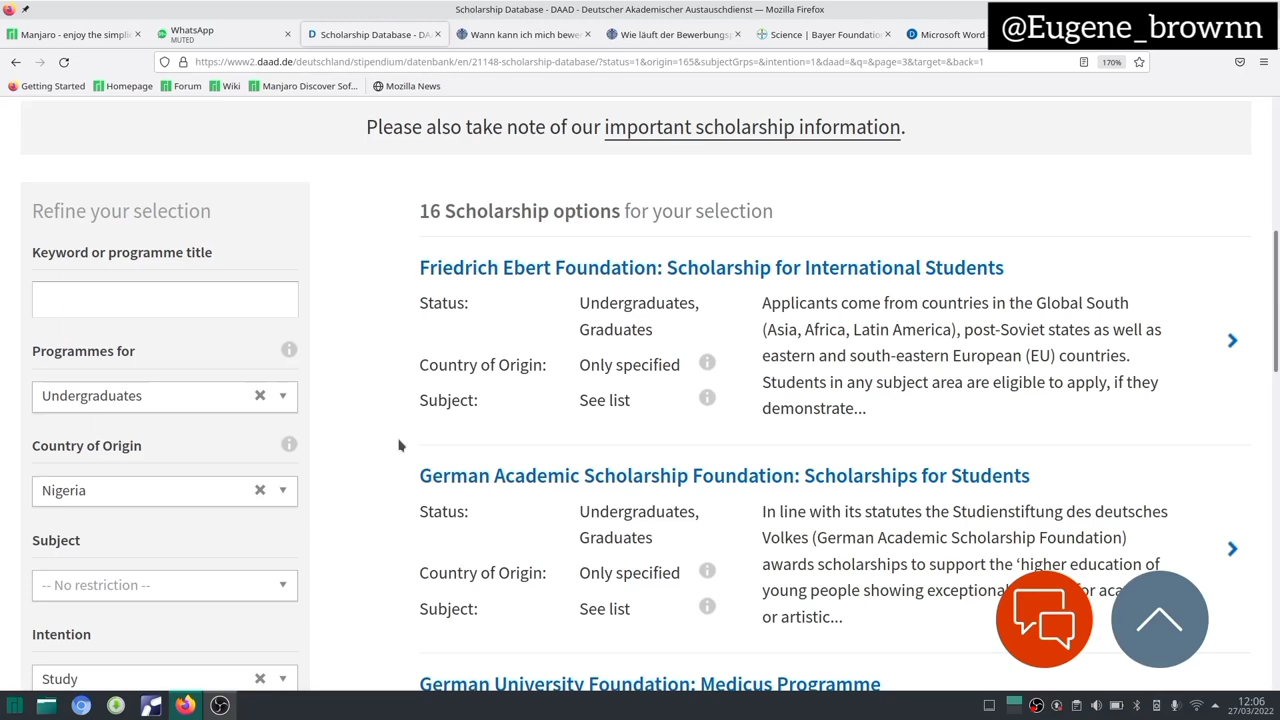 Scholarship Database - DAAD - Deutscher Akademischer Austauschdienst — Mozilla Firefox
@Eugene_brownn
Manjaro - enjoy the simpli
WhatsApp
MUTED
Scholarship Database - DA
Wann kann ich mich bewe
Wie läuft der Bewerbungs
Science | Bayer Foundatio
Microsoft Word
https://www2.daad.de/deutschland/stipendium/datenbank/en/21148-scholarship-database/?status=1&origin=165&subjectGrps=&intention=1&daad=&q=&page=3&target=&back=1
170%
Getting Started
Homepage
Forum
Wiki
Manjaro Discover Sof...
Mozilla News
Please also take note of our important scholarship information.
Refine your selection
Keyword or programme title
Programmes for
Undergraduates
Country of Origin
Nigeria
Subject
-- No restriction --
Intention
Study
16 Scholarship options for your selection
Friedrich Ebert Foundation: Scholarship for International Students
Status: Undergraduates,
Graduates
Country of Origin: Only specified
Subject: See list
Applicants come from countries in the Global South
(Asia, Africa, Latin America), post-Soviet states as well as
eastern and south-eastern European (EU) countries.
Students in any subject area are eligible to apply, if they
demonstrate...
German Academic Scholarship Foundation: Scholarships for Students
Status: Undergraduates,
Graduates
Country of Origin: Only specified
Subject: See list
In line with its statutes the Studienstiftung des deutsches
Volkes (German Academic Scholarship Foundation)
awards scholarships to support the ‘higher education of
young people showing exceptional for
or artistic...
German University Foundation: Medicus Programme
12:06
27/03/2022